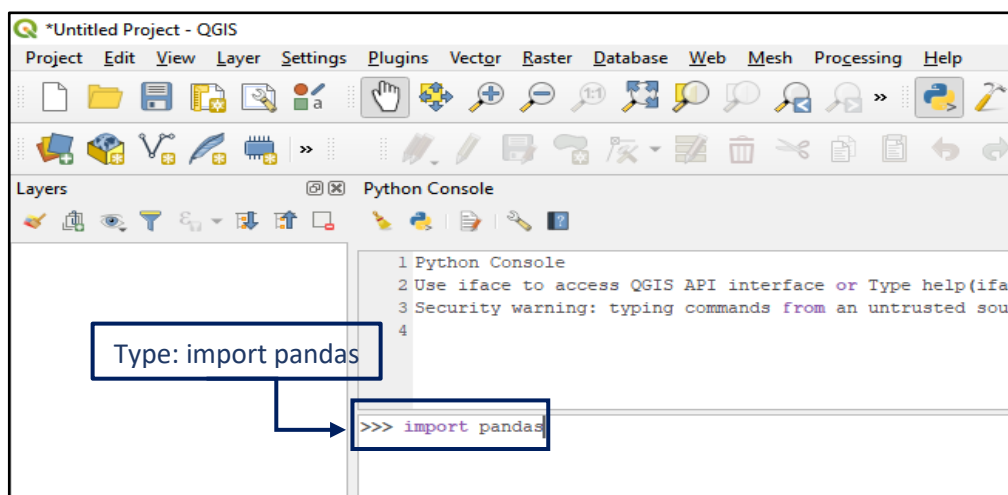 *Untitled Project - QGIS
Project Edit View Layer Settings Plugins Vector Raster Database Web Mesh Processing Help
1:1
a
»
»
Layers
Python Console
ε
?
1 Python Console
2 Use iface to access QGIS API interface or Type help(ifa
3 Security warning: typing commands from an untrusted sou
4
Type: import pandas
>>> import pandas